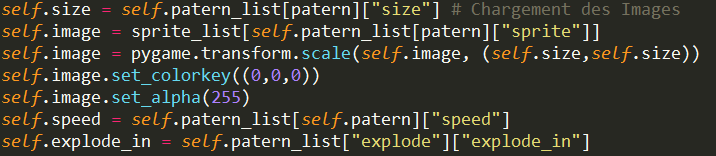 self.size = self.patern_list[patern]["size"] # Chargement des Images
self.image = sprite_list[self.patern_list[patern]["sprite"]]
self.image = pygame.transform.scale(self.image, (self.size,self.size))
self.image.set_colorkey((0,0,0))
self.image.set_alpha(255)
self.speed = self.patern_list[self.patern]["speed"]
self.explode_in = self.patern_list["explode"]["explode_in"]